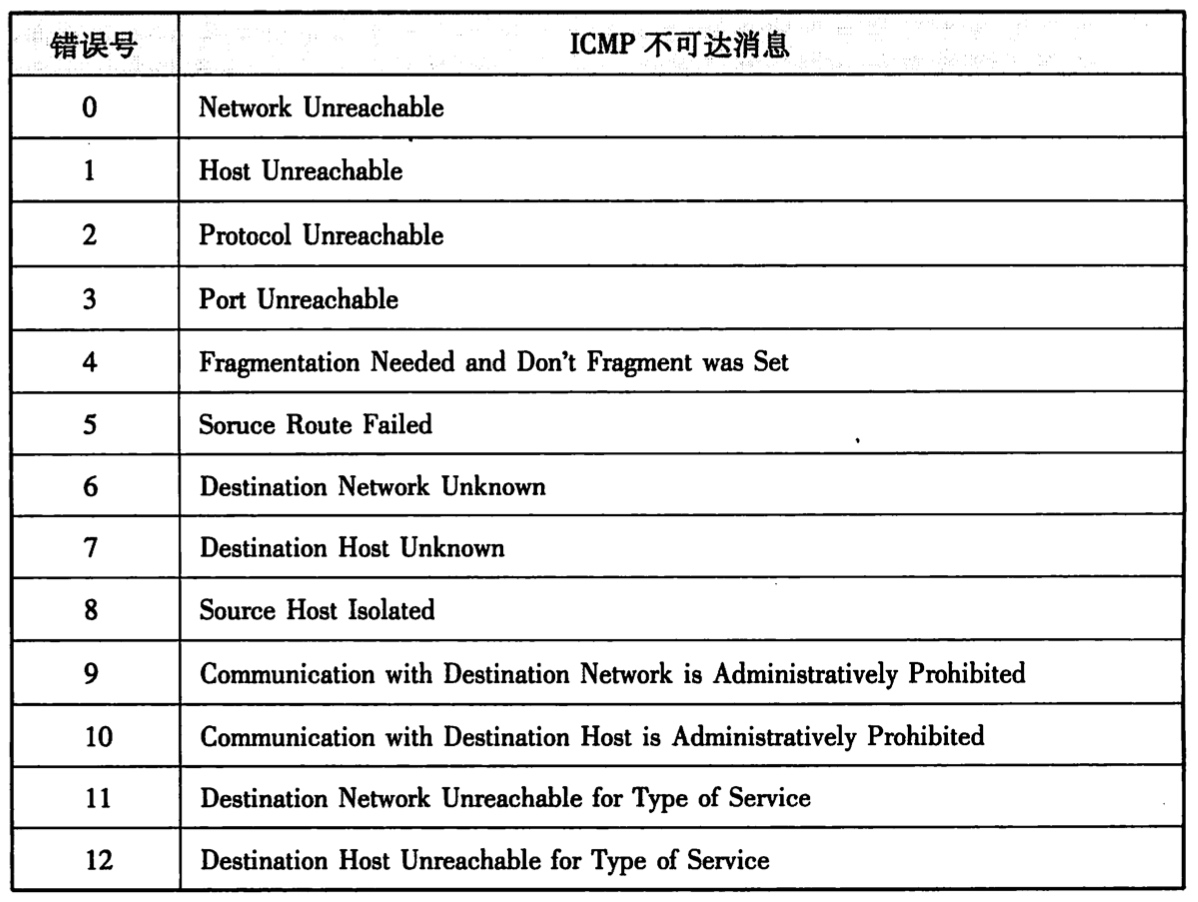 错误号 ICMP 不可达消息
0 Network Unreachable
1 Host Unreachable
2 Protocol Unreachable
3 Port Unreachable
4 Fragmentation Needed and Don't Fragment was Set
5 Soruce Route Failed
6 Destination Network Unknown
7 Destination Host Unknown
8 Source Host Isolated
9 Communication with Destination Network is Administratively Prohibited
10 Communication with Destination Host is Administratively Prohibited
11 Destination Network Unreachable for Type of Service
12 Destination Host Unreachable for Type of Service